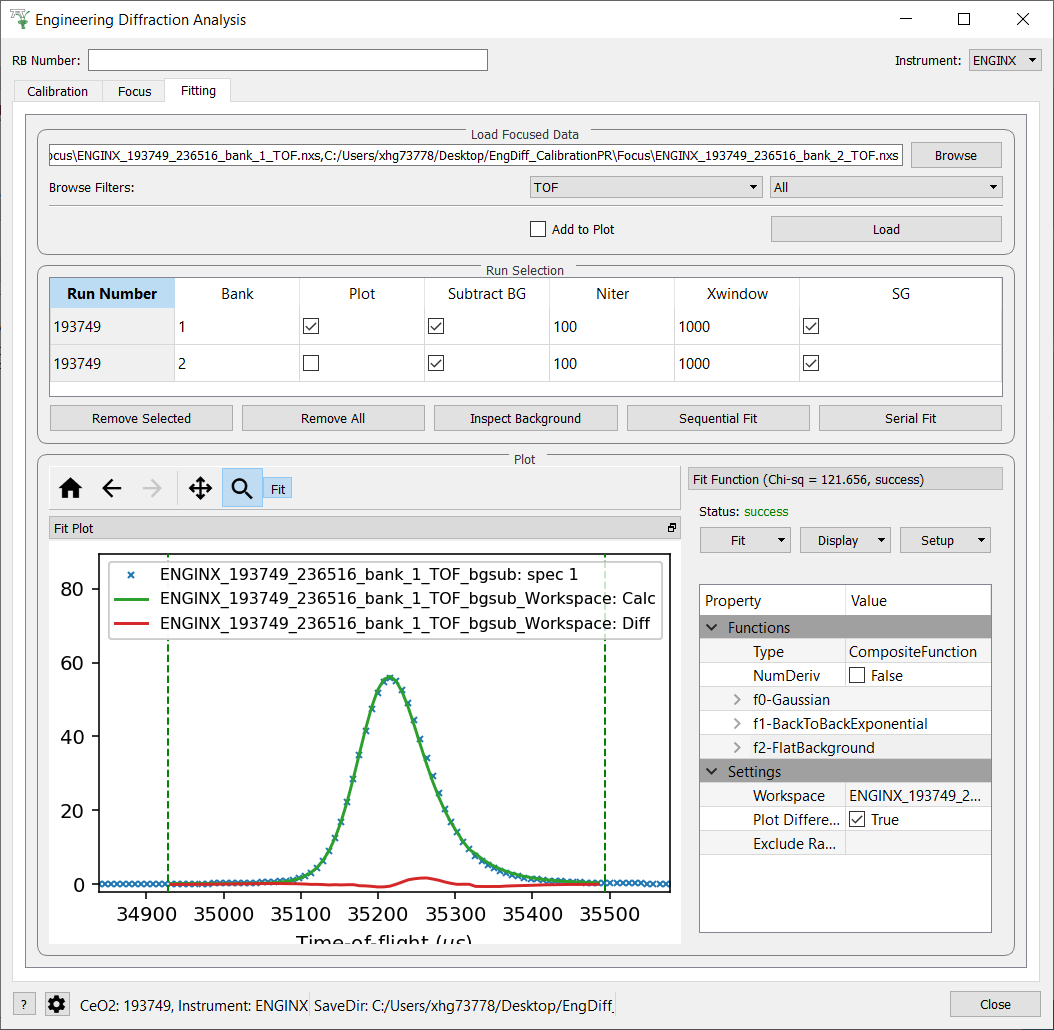 Engineering Diffraction Analysis
RB Number:
Instrument: ENGINX
Calibration Focus Fitting
Load Focused Data
ocus\ENGINX_193749_236516_bank_1_TOF.nxs,C:/Users/xhg73778/Desktop/EngDiff_CalibrationPR\Focus\ENGINX_193749_236516_bank_2_TOF.nxs Browse
Browse Filters: TOF All
Add to Plot Load
Run Selection
Run Number Bank Plot Subtract BG Niter Xwindow SG
193749 1 100 1000
193749 2 100 1000
Remove Selected Remove All Inspect Background Sequential Fit Serial Fit
Plot
Fit
Fit Plot
ENGINX_193749_236516_bank_1_TOF_bgsub: spec 1
ENGINX_193749_236516_bank_1_TOF_bgsub_Workspace: Calc
ENGINX_193749_236516_bank_1_TOF_bgsub_Workspace: Diff
80
60
40
20
0
34900 35000 35100 35200 35300 35400 35500
Time-of-flight (μs)
Fit Function (Chi-sq = 121.656, success)
Status: success
Fit Display Setup
Property Value
Functions
Type CompositeFunction
NumDeriv False
f0-Gaussian
f1-BackToBackExponential
f2-FlatBackground
Settings
Workspace ENGINX_193749_2...
Plot Differe... True
Exclude Ra...
? CeO2: 193749, Instrument: ENGINX SaveDir: C:/Users/xhg73778/Desktop/EngDiff_ Close